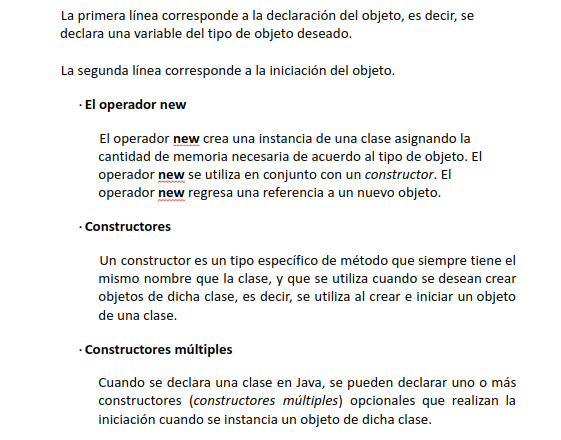 La primera línea corresponde a la declaración del objeto, es decir, se
declara una variable del tipo de objeto deseado.
La segunda línea corresponde a la iniciación del objeto.
· El operador new
El operador new crea una instancia de una clase asignando la
cantidad de memoria necesaria de acuerdo al tipo de objeto. El
operador new se utiliza en conjunto con un constructor. El
operador new regresa una referencia a un nuevo objeto.
· Constructores
Un constructor es un tipo específico de método que siempre tiene el
mismo nombre que la clase, y que se utiliza cuando se desean crear
objetos de dicha clase, es decir, se utiliza al crear e iniciar un objeto
de una clase.
· Constructores múltiples
Cuando se declara una clase en Java, se pueden declarar uno o más
constructores (constructores múltiples) opcionales que realizan la
iniciación cuando se instancia un objeto de dicha clase.